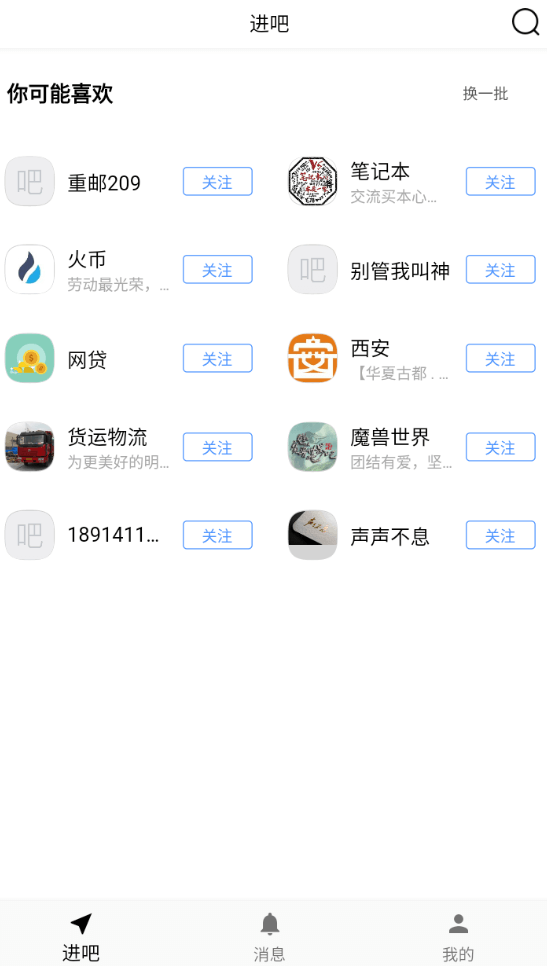 进吧
你可能喜欢
换一批
吧
重邮209
关注
笔记本
交流买本心...
关注
火币
劳动最光荣，...
关注
吧
别管我叫神
关注
网贷
关注
西安
【华夏古都 . ...
关注
货运物流
为更美好的明...
关注
魔兽世界
团结有爱，坚...
关注
吧
1891411...
关注
声声不息
关注
进吧
消息
我的